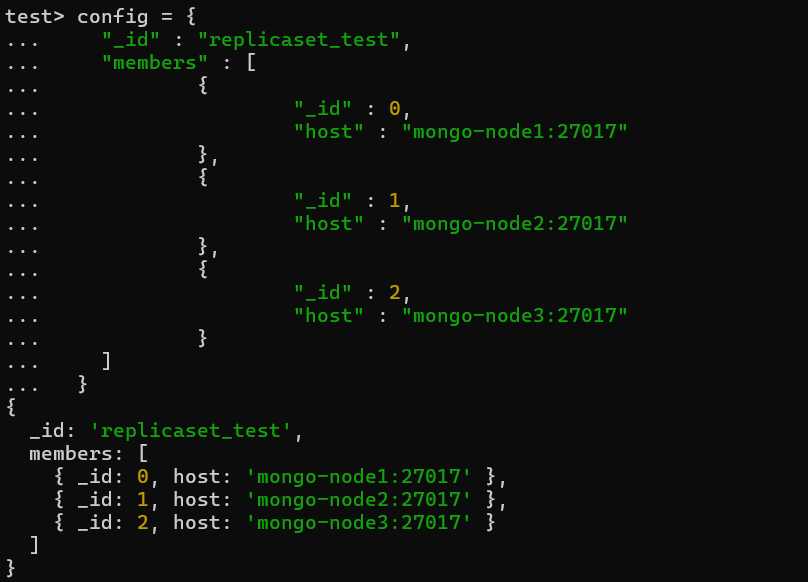 test> config = {
...     "_id" : "replicaset_test",
...     "members" : [
...             {
...                     "_id" : 0,
...                     "host" : "mongo-node1:27017"
...             },
...             {
...                     "_id" : 1,
...                     "host" : "mongo-node2:27017"
...             },
...             {
...                     "_id" : 2,
...                     "host" : "mongo-node3:27017"
...             }
...     ]
...   }
{
  _id: 'replicaset_test',
  members: [
    { _id: 0, host: 'mongo-node1:27017' },
    { _id: 1, host: 'mongo-node2:27017' },
    { _id: 2, host: 'mongo-node3:27017' }
  ]
}